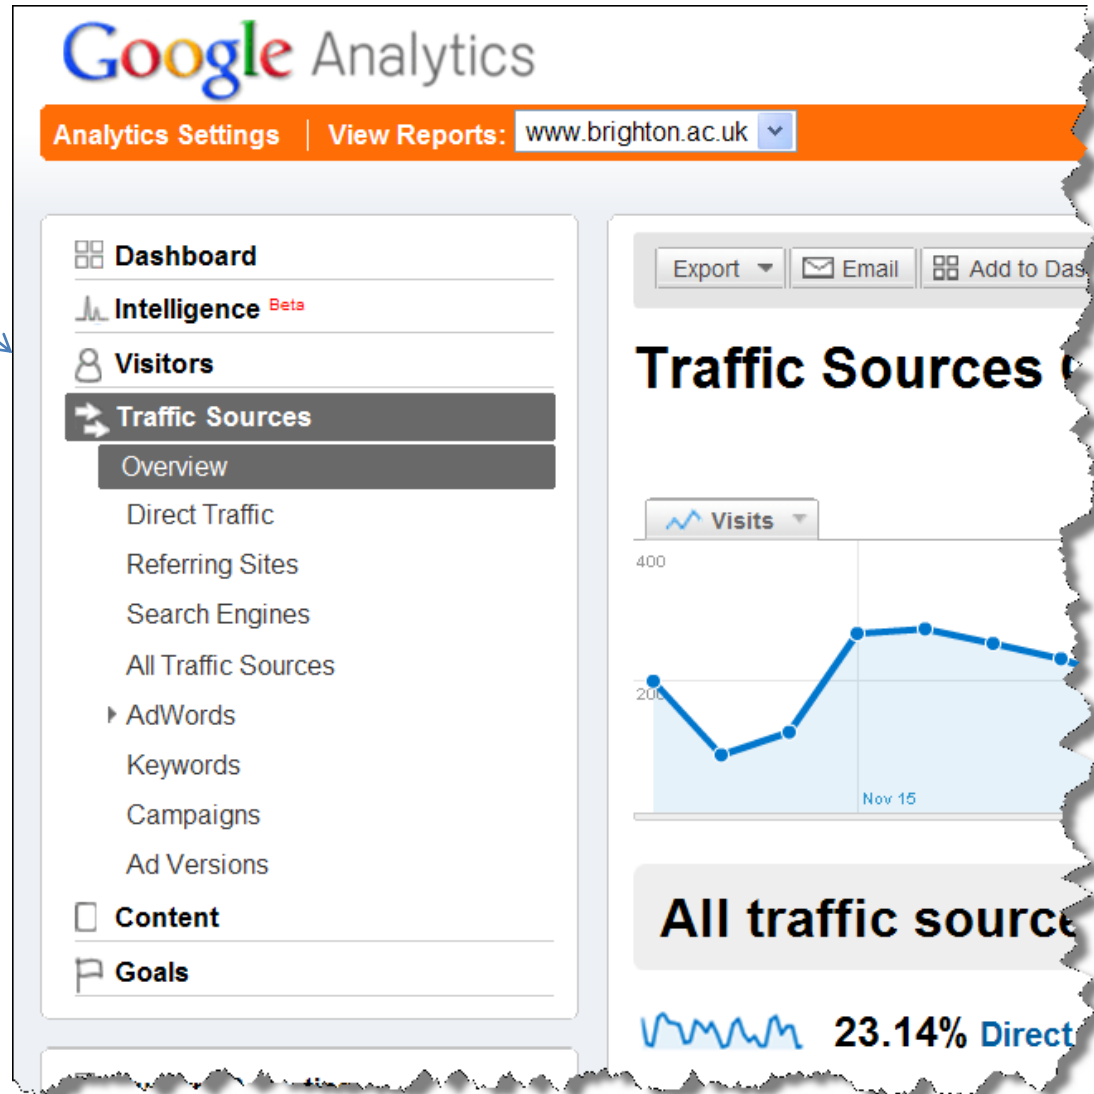 Google Analytics
Analytics Settings | View Reports: www.brighton.ac.uk
Dashboard
Intelligence Beta
Visitors
Traffic Sources
Overview
Direct Traffic
Referring Sites
Search Engines
All Traffic Sources
AdWords
Keywords
Campaigns
Ad Versions
Content
Goals
Export Email Add to Das
Traffic Sources
Visits
400
200
Nov 15
All traffic source
23.14% Direct